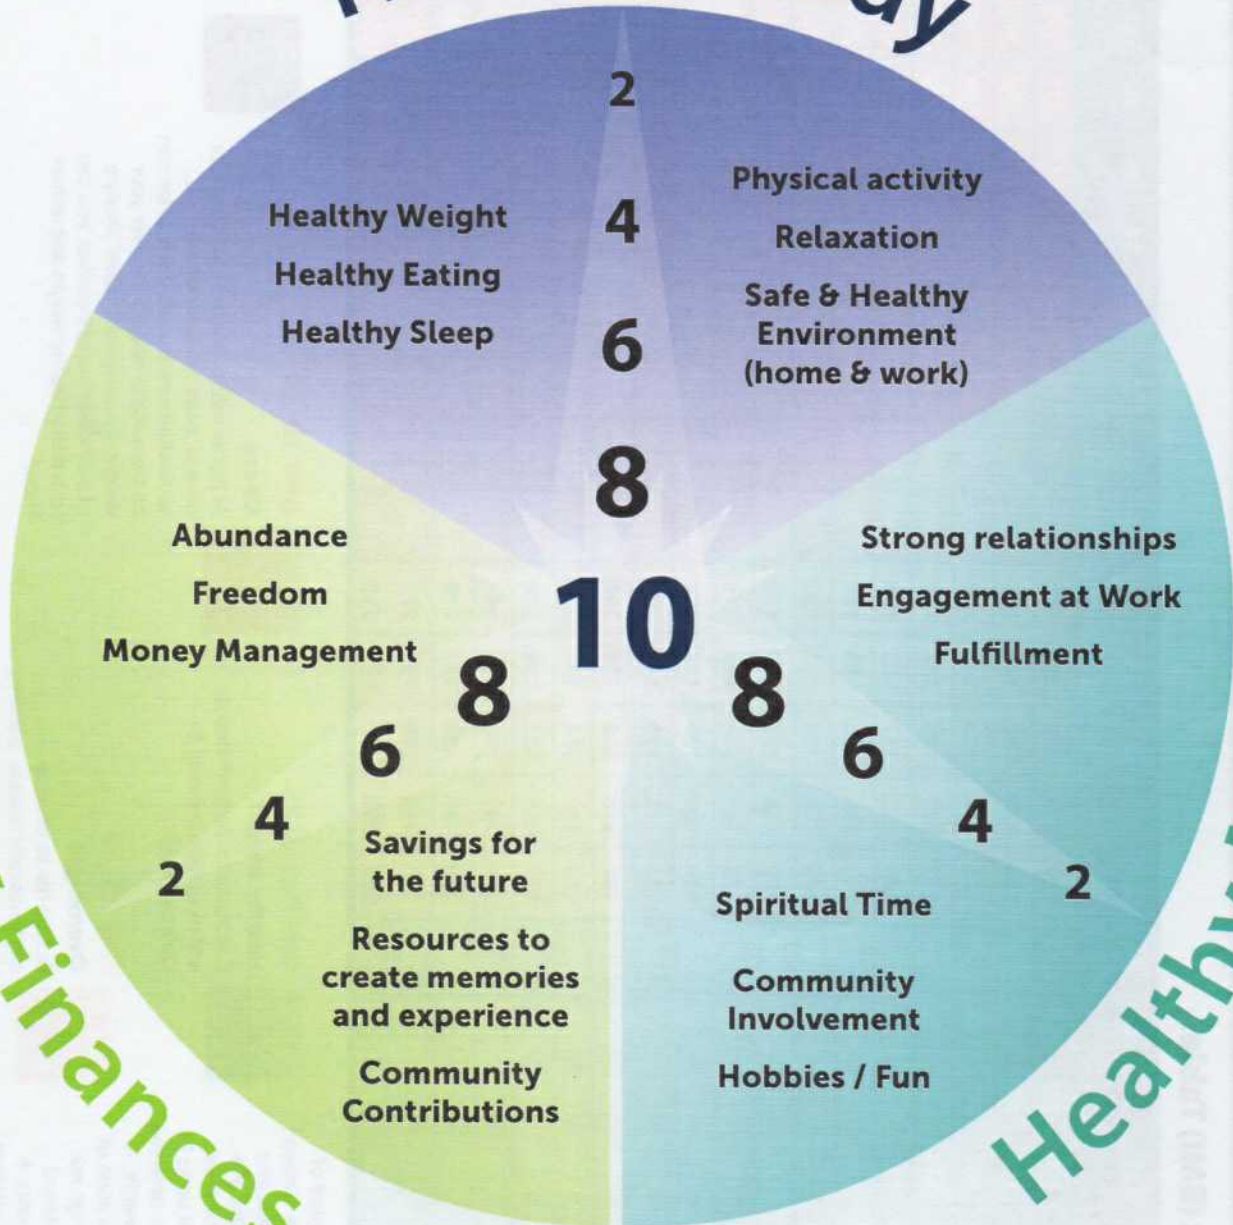 2
4
6
8
10
Healthy Weight
Healthy Eating
Healthy Sleep
Physical activity
Relaxation
Safe & Healthy
Environment
(home & work)
Abundance
Freedom
Money Management
8
6
4
2
Savings for
the future
Resources to
create memories
and experience
Community
Contributions
Strong relationships
Engagement at Work
Fulfillment
8
6
4
2
Spiritual Time
Community
Involvement
Hobbies / Fun
Finances
Healthy